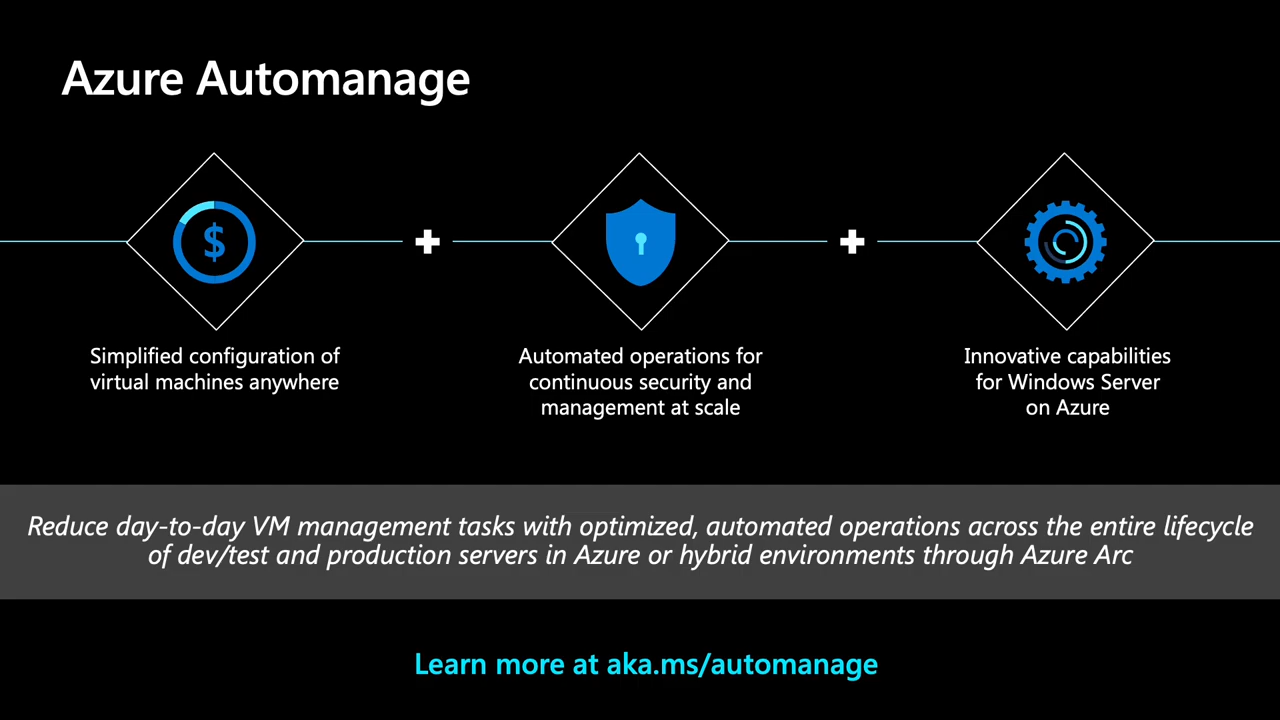 Azure Automanage
$
Simplified configuration of
virtual machines anywhere
Automated operations for
continuous security and
management at scale
Innovative capabilities
for Windows Server
on Azure
Reduce day-to-day VM management tasks with optimized, automated operations across the entire lifecycle
of dev/test and production servers in Azure or hybrid environments through Azure Arc
Learn more at aka.ms/automanage